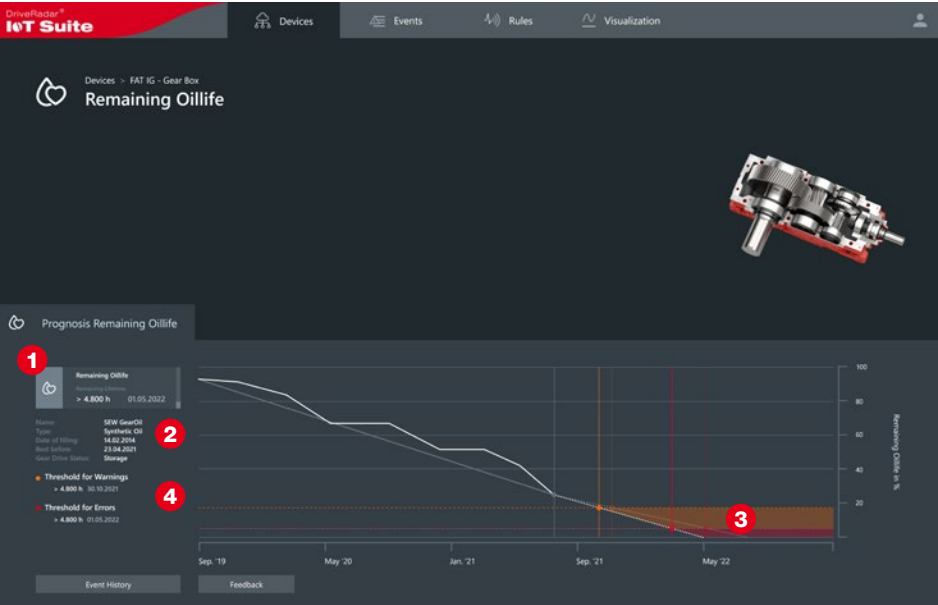 DriveRadar®
IoT Suite
Devices
Events
Rules
Visualization
Devices > FAT IG - Gear Box
Remaining Oillife
Prognosis Remaining Oillife
1
Remaining Oillife
Remaining Lifetime
> 4.800 h 01.05.2022
Name: SEW GearOil
Type: Synthetic Oil
Date of filling: 14.02.2014
Best before: 23.04.2021
Gear Drive Status: Storage
2
Threshold for Warnings
> 4.800 h 30.10.2021
4
Threshold for Errors
> 4.800 h 01.05.2022
3
100
80
60
40
20
Remaining Oillife in %
Sep. '19
May '20
Jan. '21
Sep. '21
May '22
Event History
Feedback